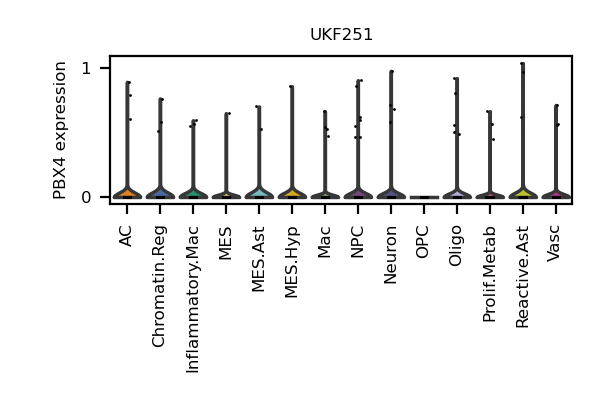 UKF251
PBX4 expression
1
0
AC
Chromatin.Reg
Inflammatory.Mac
MES
MES.Ast
MES.Hyp
Mac
NPC
Neuron
OPC
Oligo
Prolif.Metab
Reactive.Ast
Vasc